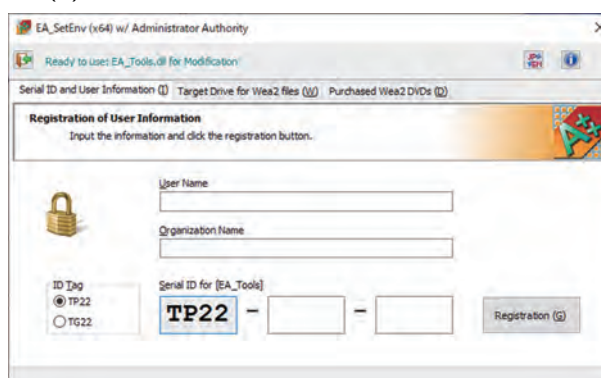 EA_SetEnv (x64) w/ Administrator Authority
Ready to use: EA_Tools.dll for Modification
Serial ID and User Information (I) Target Drive for Wea2 files (W) Purchased Wea2 DVDs (D)
Registration of User Information
Input the information and click the registration button.
A++
User Name
Organization Name
ID Tag
TP22
TG22
Serial ID for [EA_Tools]
TP22 - -
Registration (G)